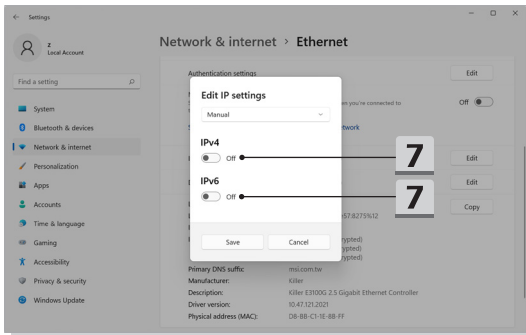 Settings
z
Local Account
Find a setting
System
Bluetooth & devices
Network & internet
Personalization
Apps
Accounts
Time & language
Gaming
Accessibility
Privacy & security
Windows Update
Network & internet > Ethernet
Authentication settings
Edit
en you're connected to
Off
twork
Edit IP settings
Manual
IPv4
Off
7
Edit
IPv6
Off
7
Edit
Copy
57:8275%12
Save
Cancel
rypted)
rypted)
rypted)
Primary DNS suffix:
msi.com.tw
Manufacturer:
Killer
Description:
Killer E3100G 2.5 Gigabit Ethernet Controller
Driver version:
10.47.121.2021
Physical address (MAC):
D8-BB-C1-1E-8B-FF